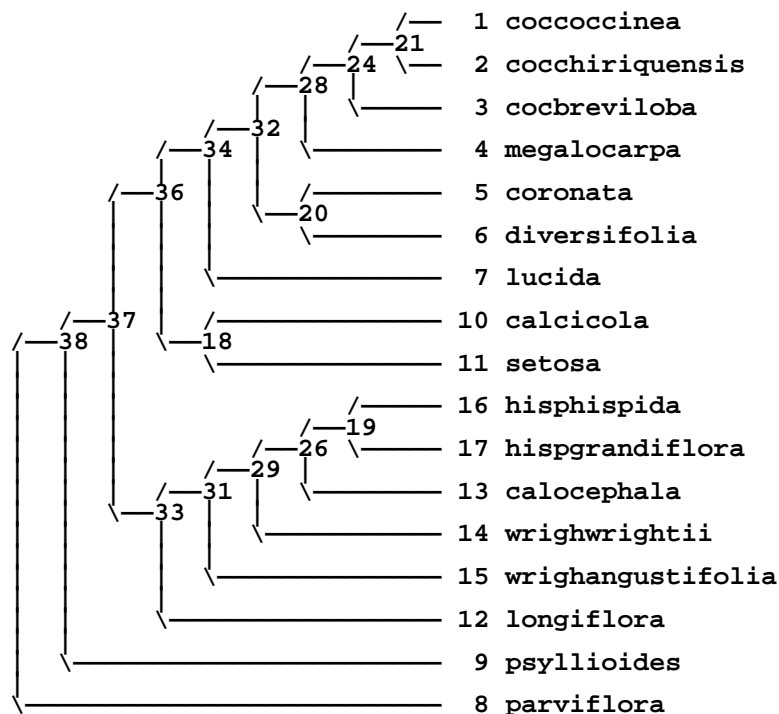 1 coccoccinea
21
2 cocchiriquensis
24
28
3 cocbreviloba
32
34
4 megalocarpa
36
5 coronata
20
6 diversifolia
7 lucida
37
10 calcicola
38
18
11 setosa
16 hisphispida
19
26
17 hispgrandiflora
29
31
13 calocephala
33
14 wrighwrightii
15 wrighangustifolia
12 longiflora
9 psyllioides
8 parviflora